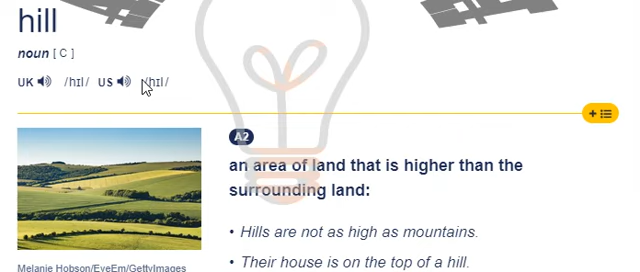 hill
noun [ C ]
UK /hɪl/ US /hɪl/
A2
an area of land that is higher than the
surrounding land:
• Hills are not as high as mountains.
• Their house is on the top of a hill.
Melanie Hobson/EyeEm/GettyImages